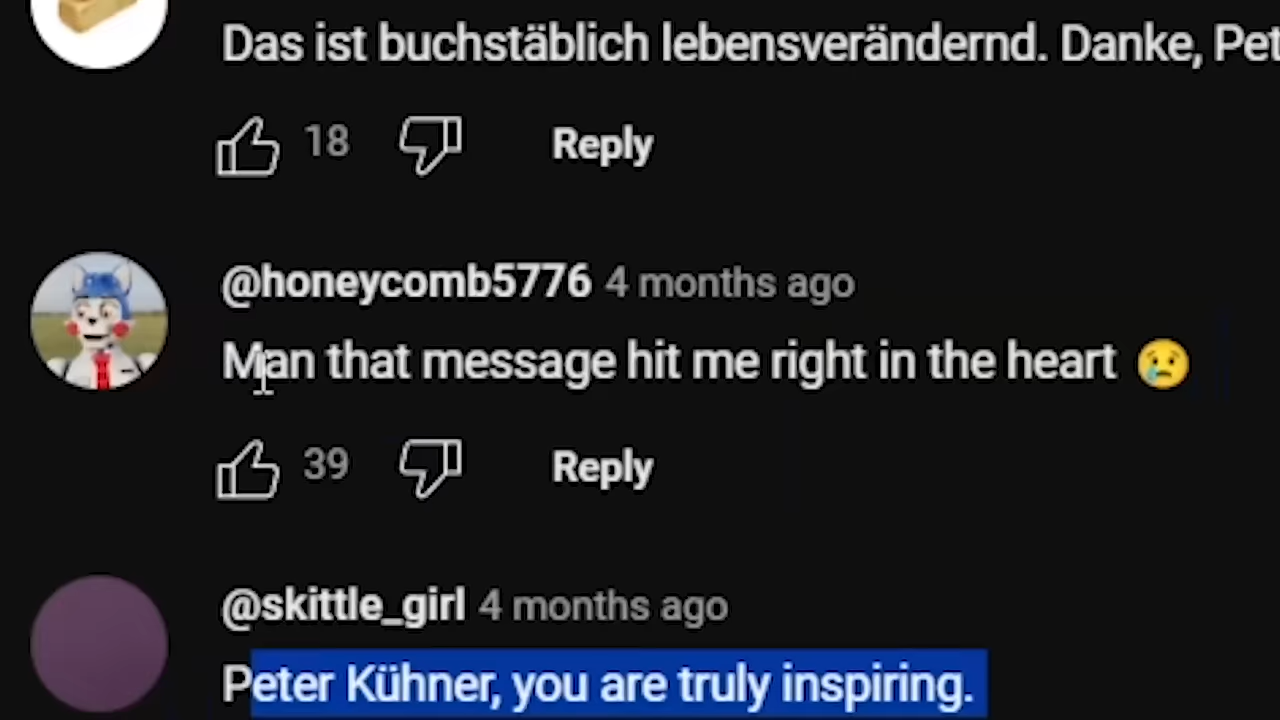 Das ist buchstäblich lebensverändernd. Danke,
18 Reply
@honeycomb5776 4 months ago
Man that message hit me right in the heart 😢
39 Reply
@skittle_girl 4 months ago
Peter Kühner, you are truly inspiring.